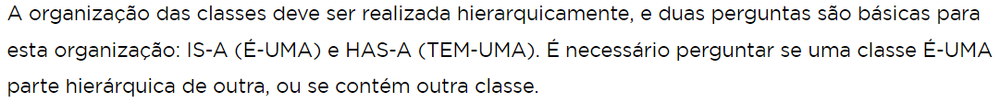 A organização das classes deve ser realizada hierarquicamente, e duas perguntas são básicas para
esta organização: IS-A (É-UMA) e HAS-A (TEM-UMA). É necessário perguntar se uma classe É-UMA
parte hierárquica de outra, ou se contém outra classe.